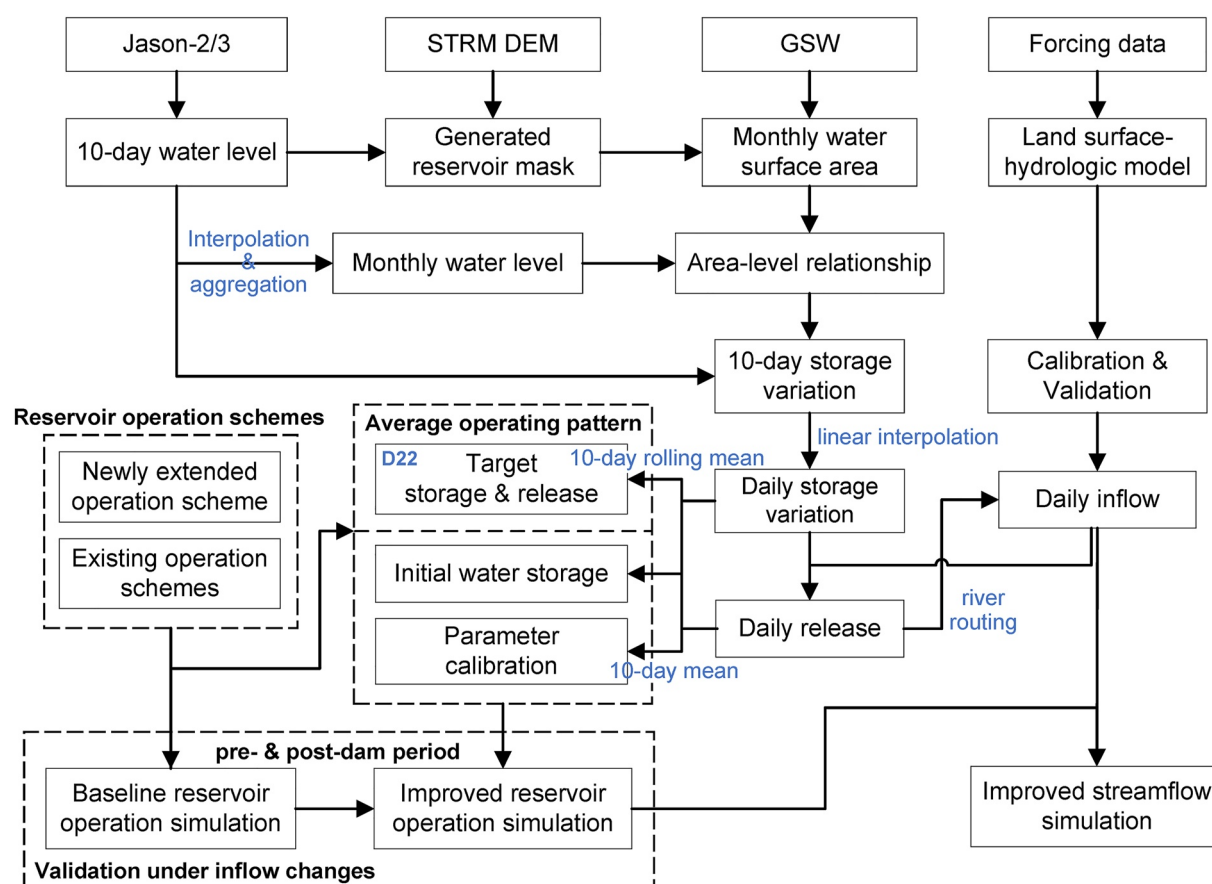 Jason-2/3
STRM DEM
GSW
Forcing data
10-day water level
Generated
reservoir mask
Monthly water
surface area
Land surface-
hydrologic model
Interpolation
&
aggregation
Monthly water level
Area-level relationship
10-day storage
variation
Calibration &
Validation
Reservoir operation schemes
Newly extended
operation scheme
Existing operation
schemes
Average operating pattern
D22
Target
storage & release
10-day rolling mean
linear interpolation
Daily storage
variation
Daily inflow
Initial water storage
Parameter
calibration
10-day mean
Daily release
river
routing
pre- & post-dam period
Baseline reservoir
operation simulation
Improved reservoir
operation simulation
Improved streamflow
simulation
Validation under inflow changes